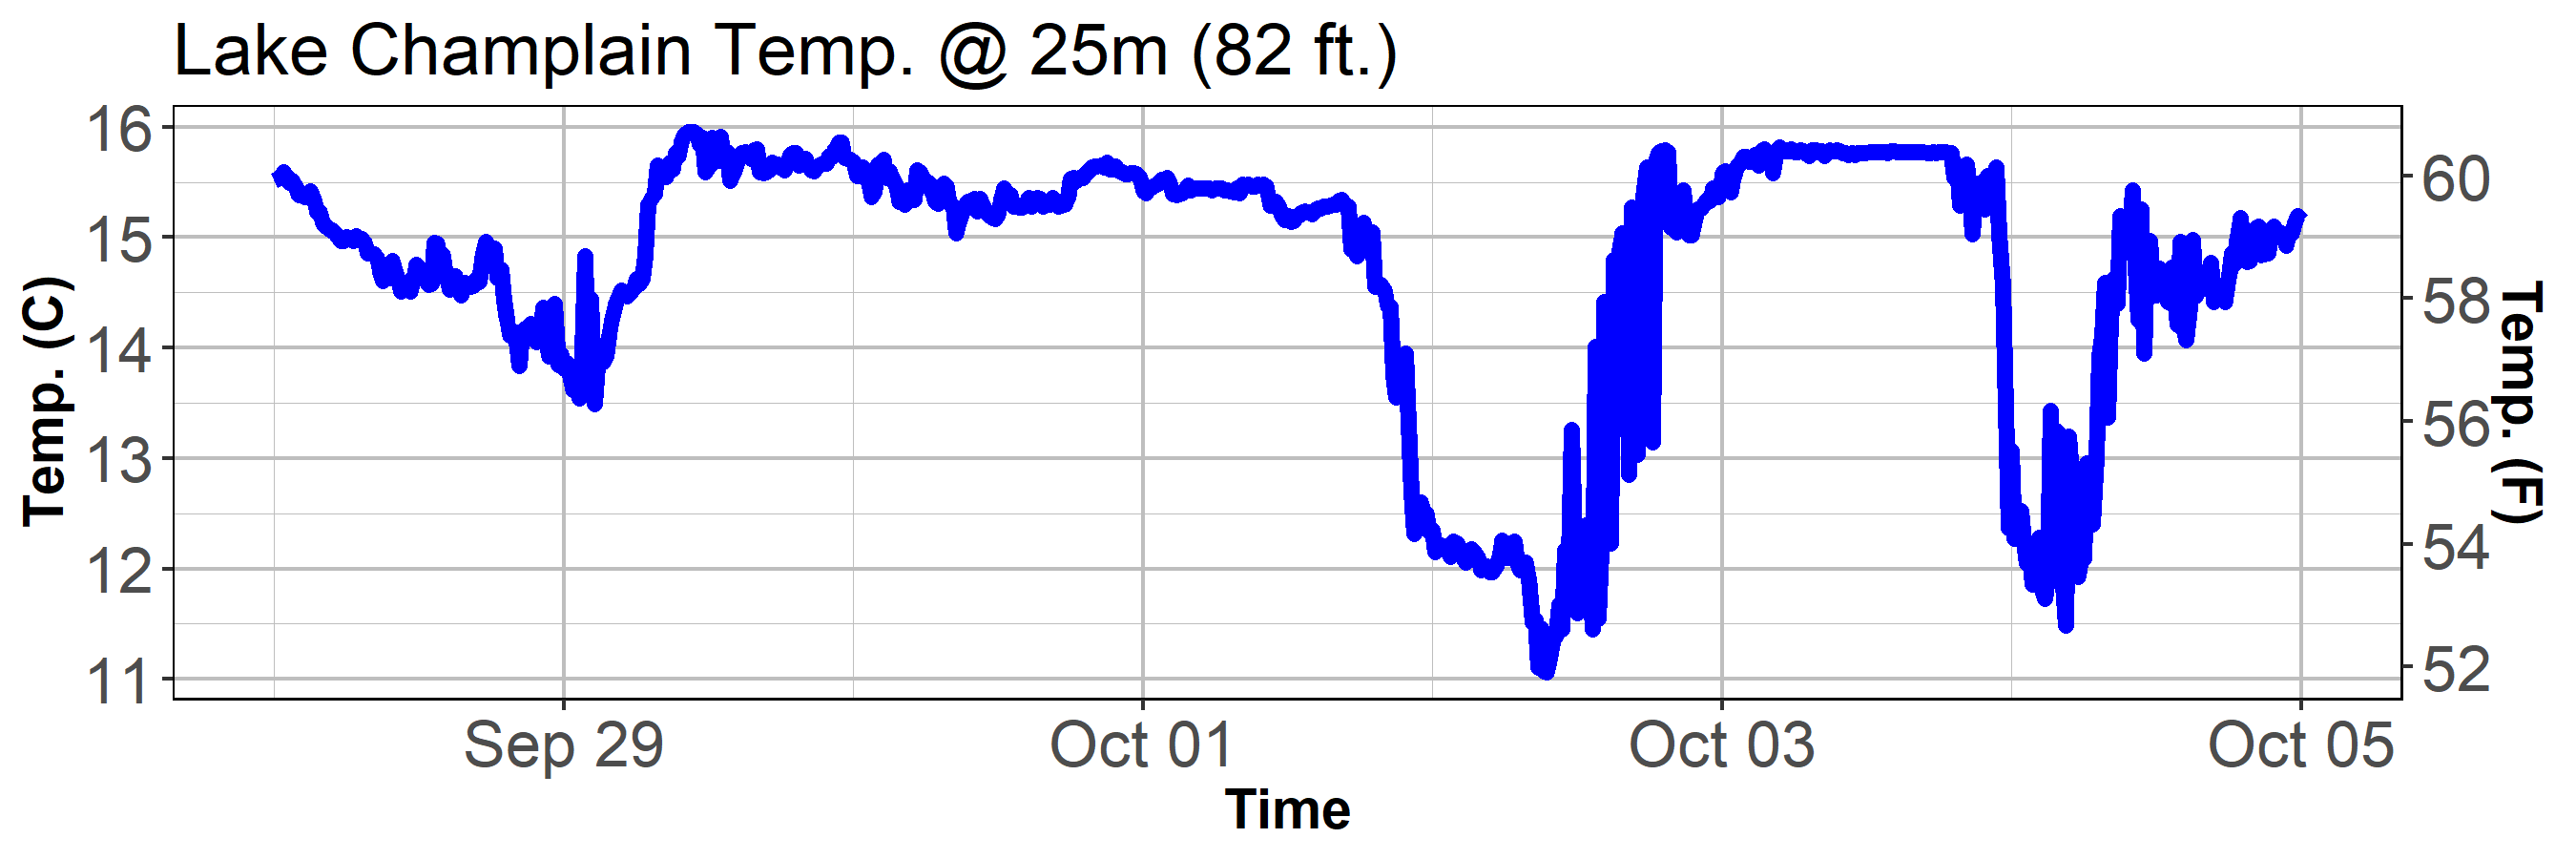 Lake Champlain Temp. @ 25m (82 ft.)
Temp. (C)
16
15
14
13
12
11
60
58
56
54
52
Temp. (F)
Sep 29
Oct 01
Oct 03
Oct 05
Time